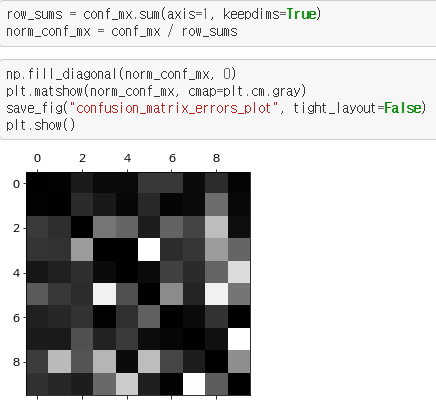 row_sums = conf_mx.sum(axis=1, keepdims=True)
norm_conf_mx = conf_mx / row_sums
np.fill_diagonal(norm_conf_mx, 0)
plt.matshow(norm_conf_mx, cmap=plt.cm.gray)
save_fig("confusion_matrix_errors_plot", tight_layout=False)
plt.show()
0 2 4 6 8
0
2
4
6
8